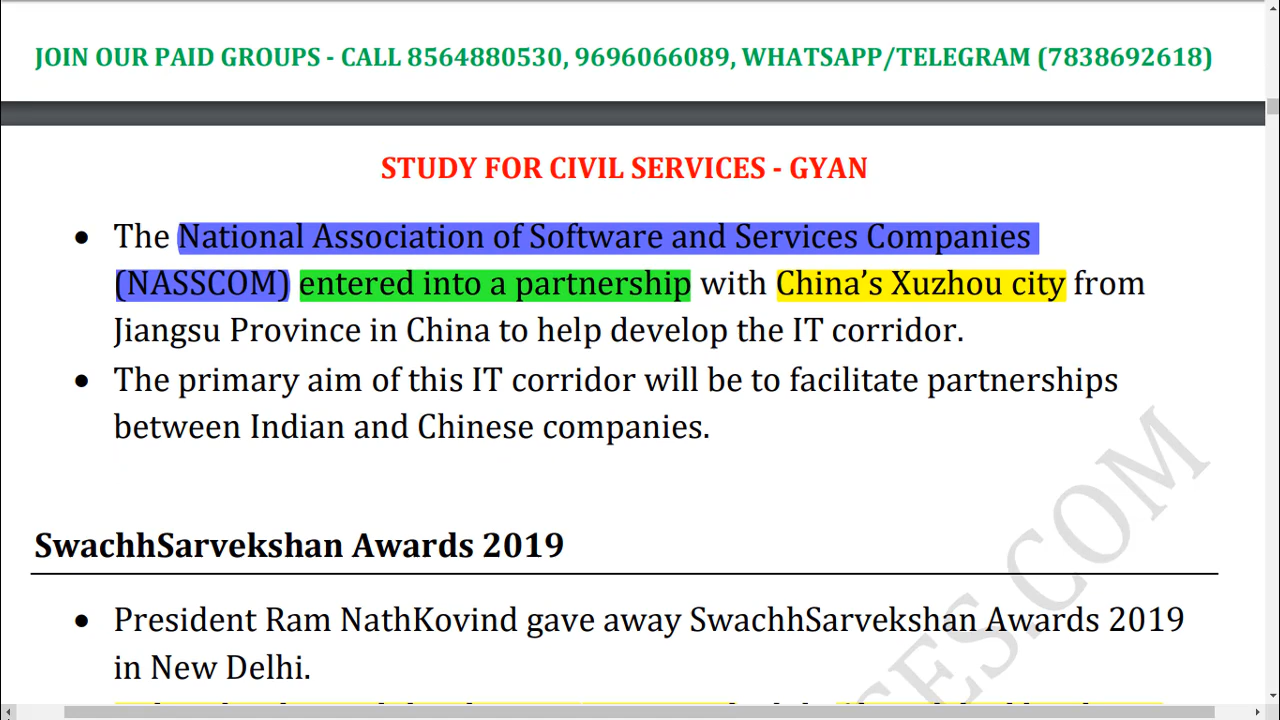 JOIN OUR PAID GROUPS - CALL 8564880530, 9696066089, WHATSAPP/TELEGRAM (7838692618)
STUDY FOR CIVIL SERVICES - GYAN
• The National Association of Software and Services Companies
(NASSCOM) entered into a partnership with China’s Xuzhou city from
Jiangsu Province in China to help develop the IT corridor.
• The primary aim of this IT corridor will be to facilitate partnerships
between Indian and Chinese companies.
SwachhSarvekshan Awards 2019
• President Ram NathKovind gave away SwachhSarvekshan Awards 2019
in New Delhi.
ES.COM